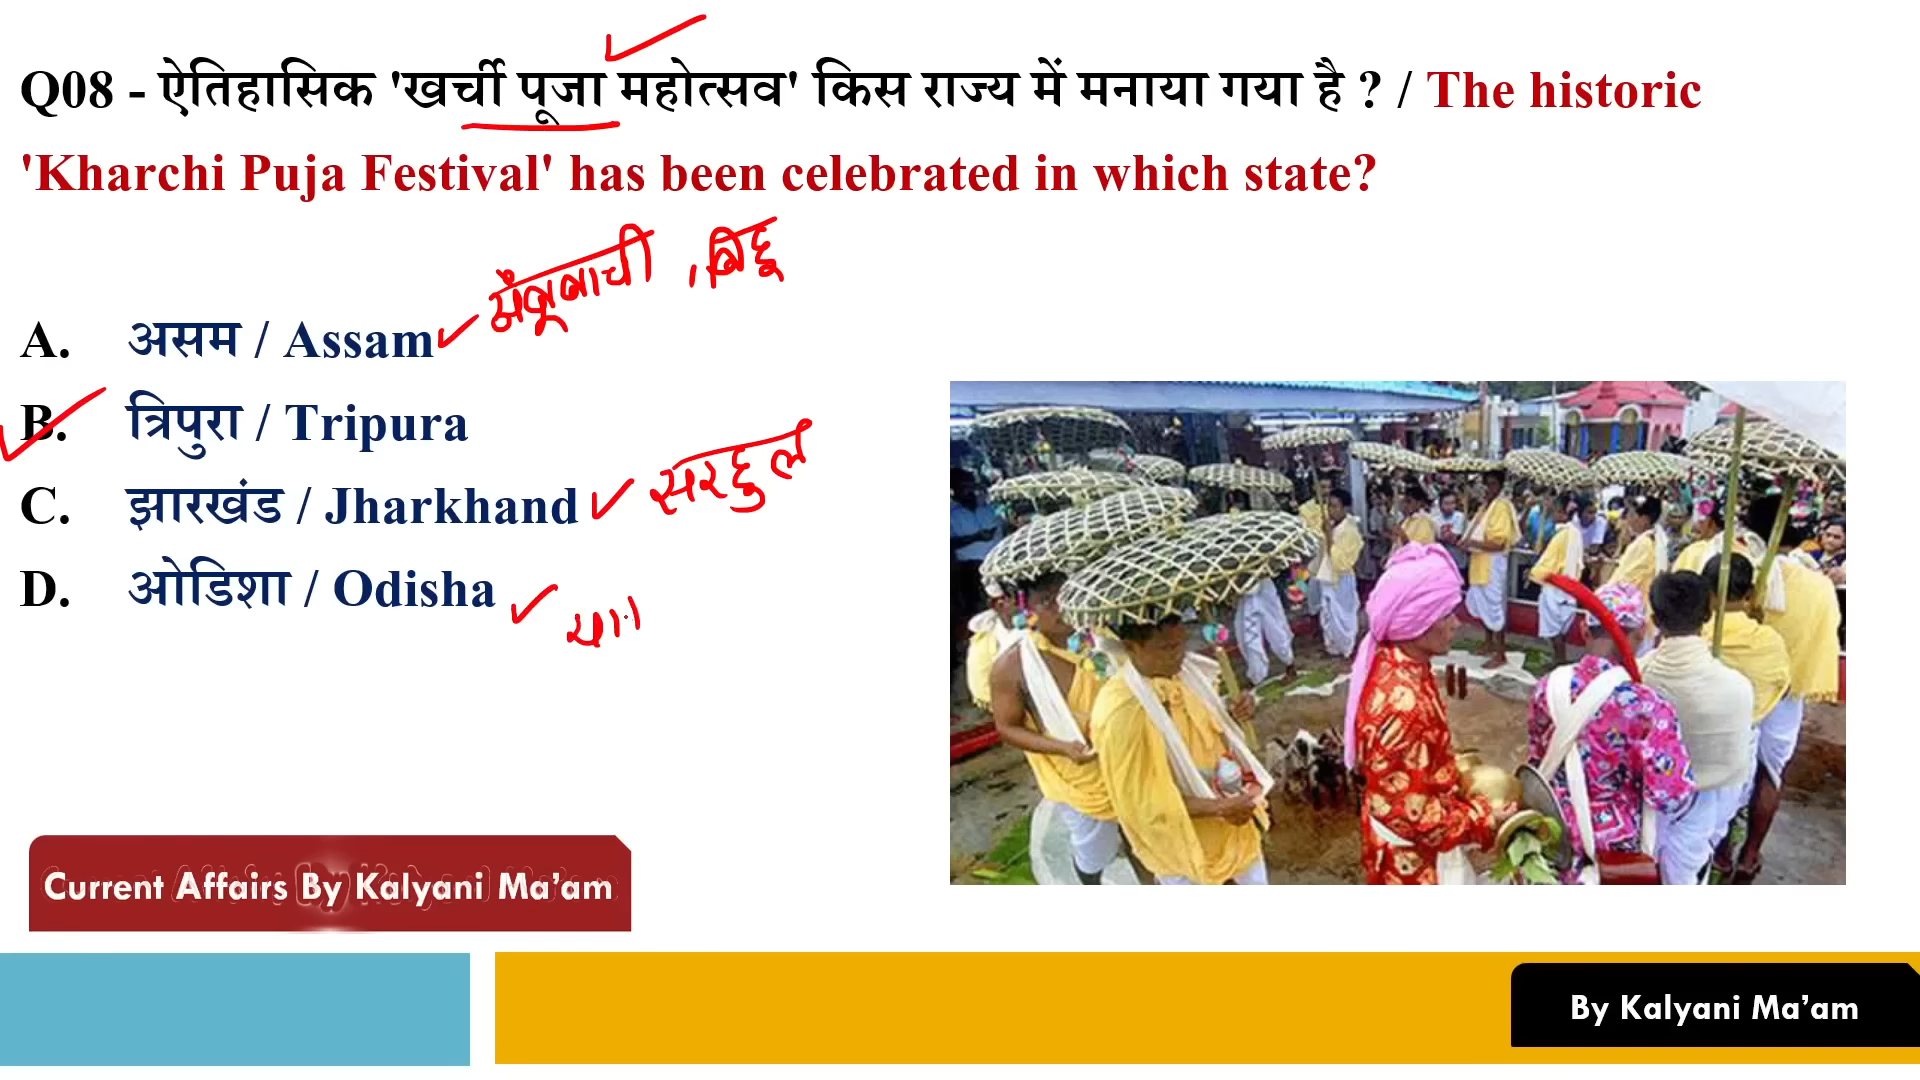 Q08 - ऐतिहासिक 'खर्ची पूजा महोत्सव' किस राज्य में मनाया गया है ? / The historic
'Kharchi Puja Festival' has been celebrated in which state?
अंबूबाची , बिहू
A. असम / Assam
B. त्रिपुरा / Tripura
C. झारखंड / Jharkhand सरहुल
D. ओडिशा / Odisha
Current Affairs By Kalyani Ma’am
By Kalyani Ma’am